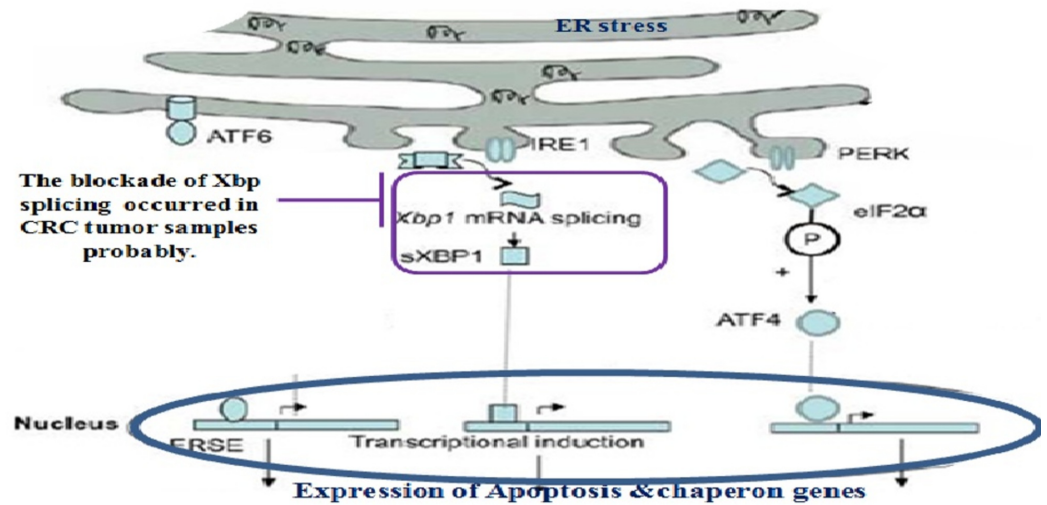 ER stress
ATF6
IRE1
PERK
The blockade of Xbp
splicing occurred in
CRC tumor samples
probably.
Xbp1 mRNA splicing
sXBP1
eIF2α
P
+
ATF4
Nucleus
ERSE
Transcriptional induction
Expression of Apoptosis &chaperon genes